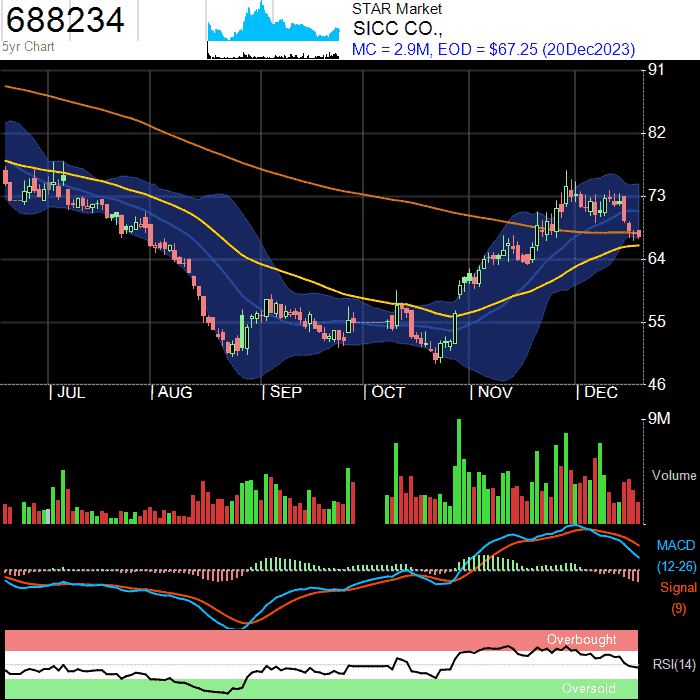 688234
5yr Chart
STAR Market
SICC CO.,
MC = 2.9M, EOD = $67.25 (20Dec2023)
91
82
73
64
55
46
| JUL | AUG | SEP | OCT | NOV | DEC
9M
Volume
MACD
(12-26)
Signal
(9)
Overbought
RSI(14)
Oversold